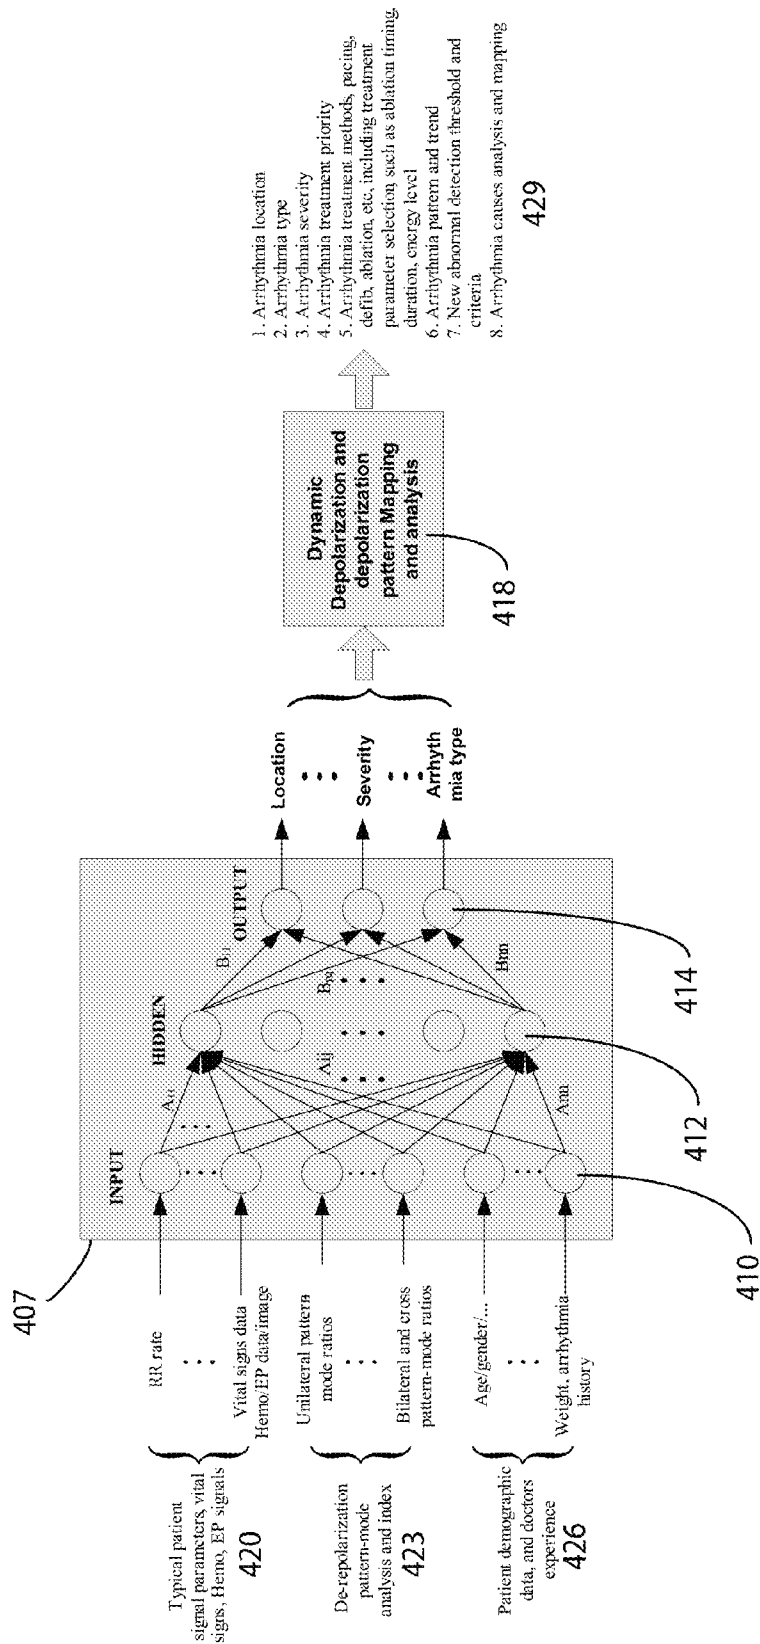 407
Typical patient
signal parameters, vital
signs, Hemo, EP signals
420
De-repolarization
pattern-mode
analysis and index
423
Patient demographic
data, and doctors
experience
426
RR rate
Vital signs data
Hemo/EP data/image
Unilateral pattern
mode ratios
Bilateral and cross
pattern-mode ratios
Age/gender/...
Weight, arrhythmia
history
INPUT
HIDDEN
OUTPUT
A11
Aij
Ann
B11
Bpq
Bnn
410
412
414
Location
Severity
Arrhyth
mia type
Dynamic
Depolarization and
depolarization
pattern Mapping
and analysis
418
1. Arrhythmia location
2. Arrhythmia type
3. Arrhythmia severity
4. Arrhythmia treatment priority
5. Arrhythmia treatment methods, pacing,
defib, ablation, etc, including treatment
parameter selection, such as ablation timing,
duration, energy level
6. Arrhythmia pattern and trend
7. New abnormal detection threshold and
criteria
8. Arrhythmia causes analysis and mapping
429